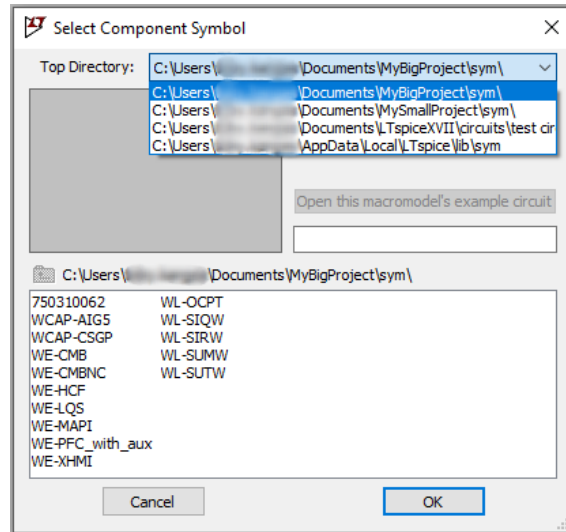 Select Component Symbol
Top Directory: C:\Users\ \Documents\MyBigProject\sym\
C:\Users\ \Documents\MyBigProject\sym\
C:\Users\ \Documents\MySmallProject\sym\
C:\Users\ \Documents\LTspiceXVII\circuits\test cir
C:\Users\ \AppData\Local\LTspice\lib\sym
Open this macromodel's example circuit
C:\Users\ \Documents\MyBigProject\sym\
750310062 WL-OCPT
WCAP-AIG5 WL-SIQW
WCAP-CSGP WL-SIRW
WE-CMB WL-SUMW
WE-CMBNC WL-SUTW
WE-HCF
WE-LQS
WE-MAPI
WE-PFC_with_aux
WE-XHMI
Cancel OK